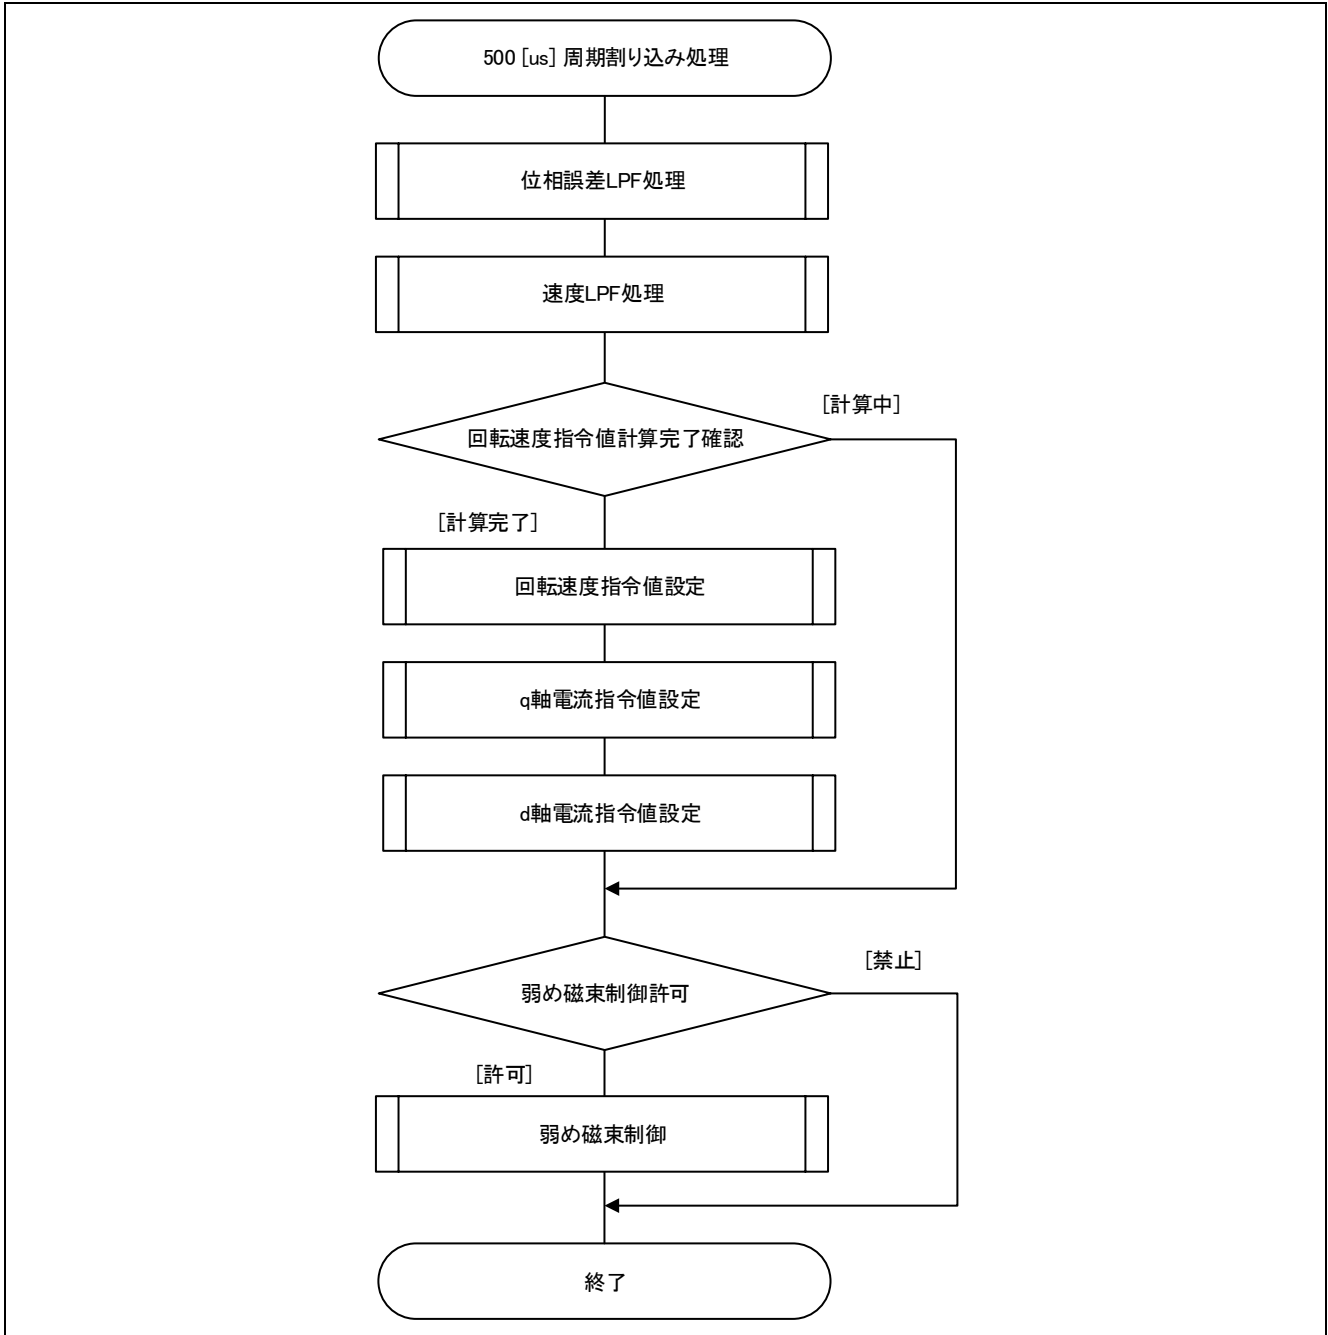 500 [us] 周期割り込み処理
位相誤差LPF処理
速度LPF処理
[計算中]
回転速度指令値計算完了確認
[計算完了]
回転速度指令値設定
q軸電流指令値設定
d軸電流指令値設定
[禁止]
弱め磁束制御許可
[許可]
弱め磁束制御
終了